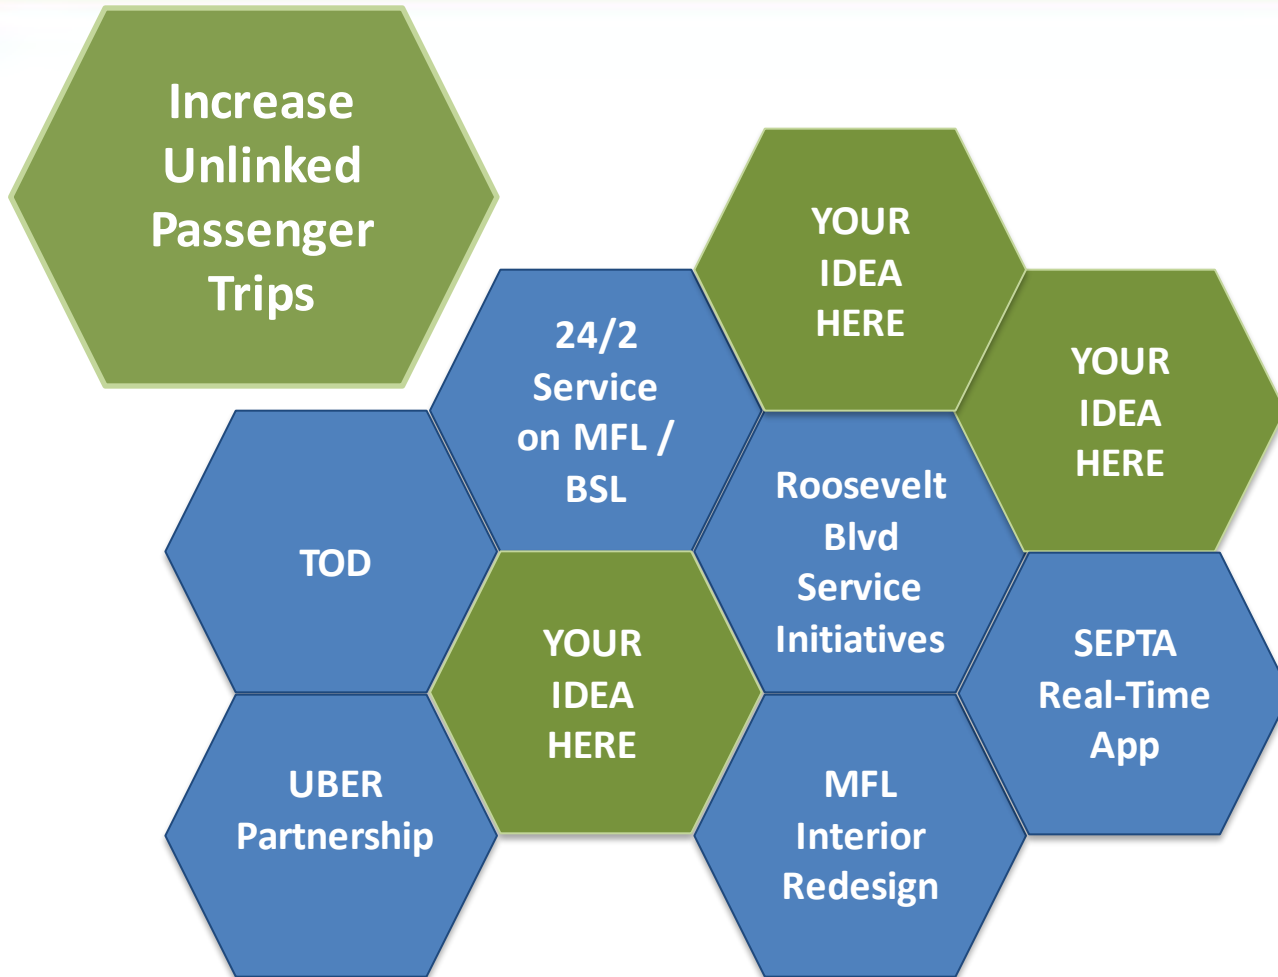 Increase
Unlinked
Passenger
Trips
YOUR
IDEA
HERE
24/2
Service
on MFL /
BSL
YOUR
IDEA
HERE
TOD
Roosevelt
Blvd
Service
Initiatives
YOUR
IDEA
HERE
SEPTA
Real-Time
App
UBER
Partnership
MFL
Interior
Redesign